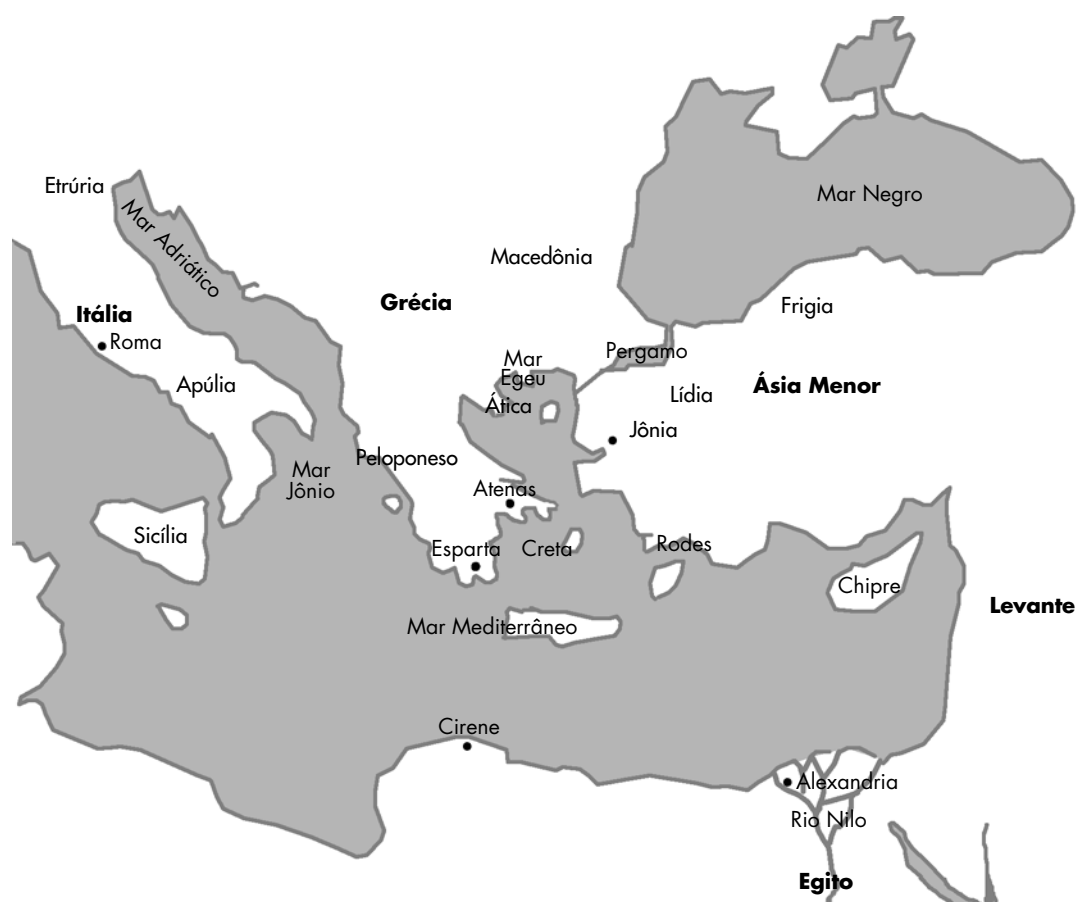 Etrúria
Mar Adriático
Mar Negro
Macedônia
Grécia
Frigia
Itália
Roma
Apúlia
Mar
Egeu
Ática
Pergamo
Lídia
Ásia Menor
Jônia
Peloponeso
Mar
Jônio
Atenas
Sicília
Esparta
Creta
Rodes
Chipre
Levante
Mar Mediterrâneo
Cirene
Alexandria
Rio Nilo
Egito